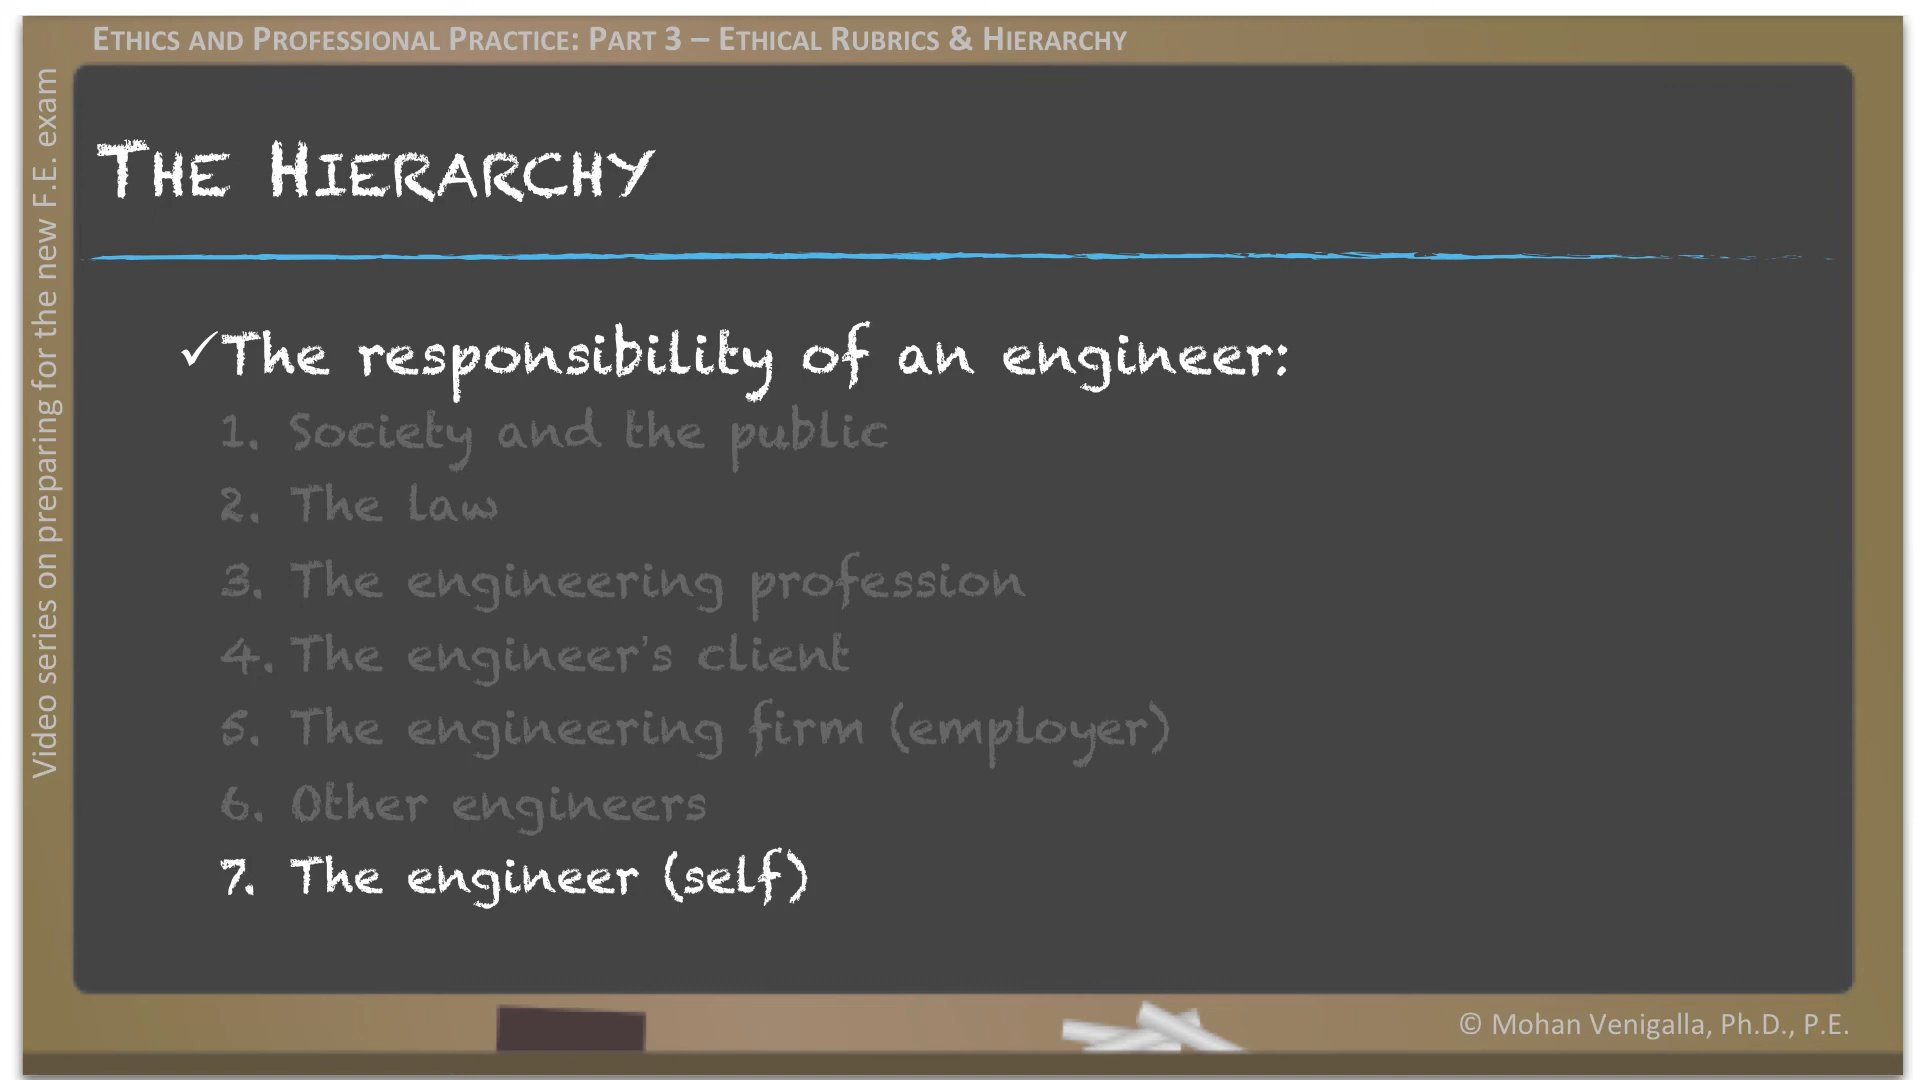 Ethics and Professional Practice: Part 3 – Ethical Rubrics & Hierarchy
Video series on preparing for the new F.E. exam
The Hierarchy
✓The responsibility of an engineer:
1. Society and the public
2. The law
3. The engineering profession
4. The engineer's client
5. The engineering firm (employer)
6. Other engineers
7. The engineer (self)
© Mohan Venigalla, Ph.D., P.E.